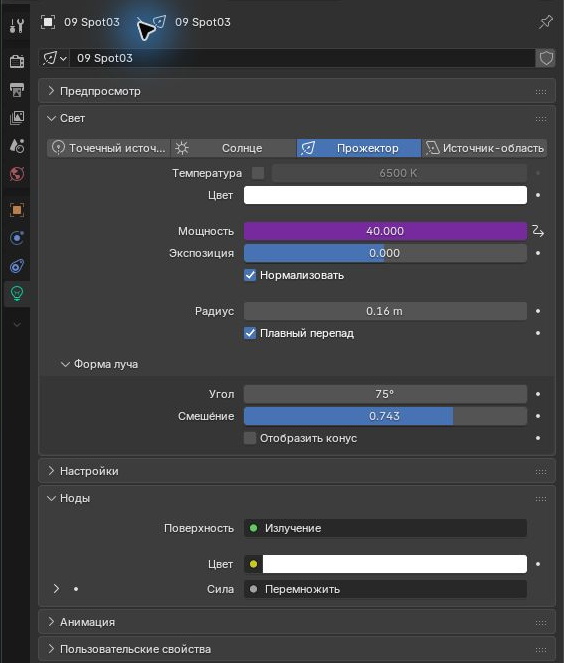 09 Spot03 09 Spot03
09 Spot03
Предпросмотр
Свет
Точечный источ... Солнце Прожектор Источник-область
Температура 6500 K
Цвет
Мощность 40.000
Экспозиция 0.000
Нормализовать
Радиус 0.16 m
Плавный перепад
Форма луча
Угол 75°
Смешение 0.743
Отобразить конус
Настройки
Ноды
Поверхность Излучение
Цвет
Сила Перемножить
Анимация
Пользовательские свойства